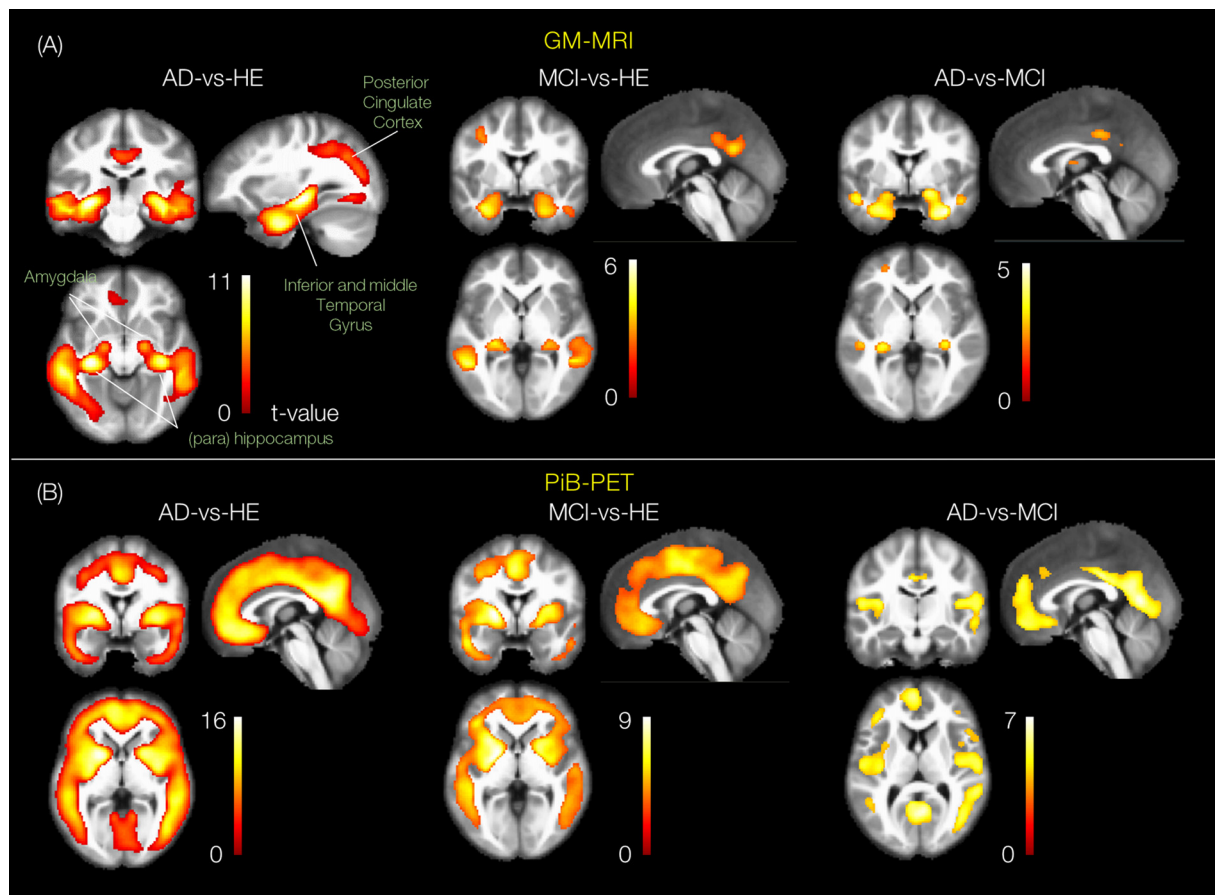 (A)
GM-MRI
AD-vs-HE
MCI-vs-HE
AD-vs-MCI
Posterior
Cingulate
Cortex
Amygdala
11
0
t-value
Inferior and middle
Temporal
Gyrus
(para) hippocampus
6
0
5
0
(B)
PiB-PET
AD-vs-HE
MCI-vs-HE
AD-vs-MCI
16
0
9
0
7
0